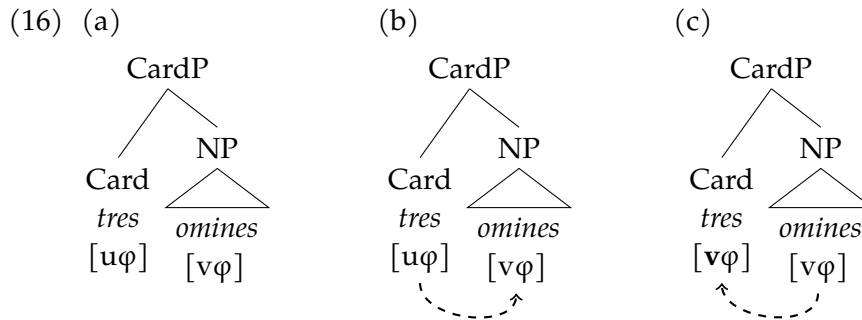 (16) (a) (b) (c)
CardP CardP CardP
NP NP NP
Card Card Card
tres omines tres omines tres omines
[uφ] [vφ] [uφ] [vφ] [vφ] [vφ]